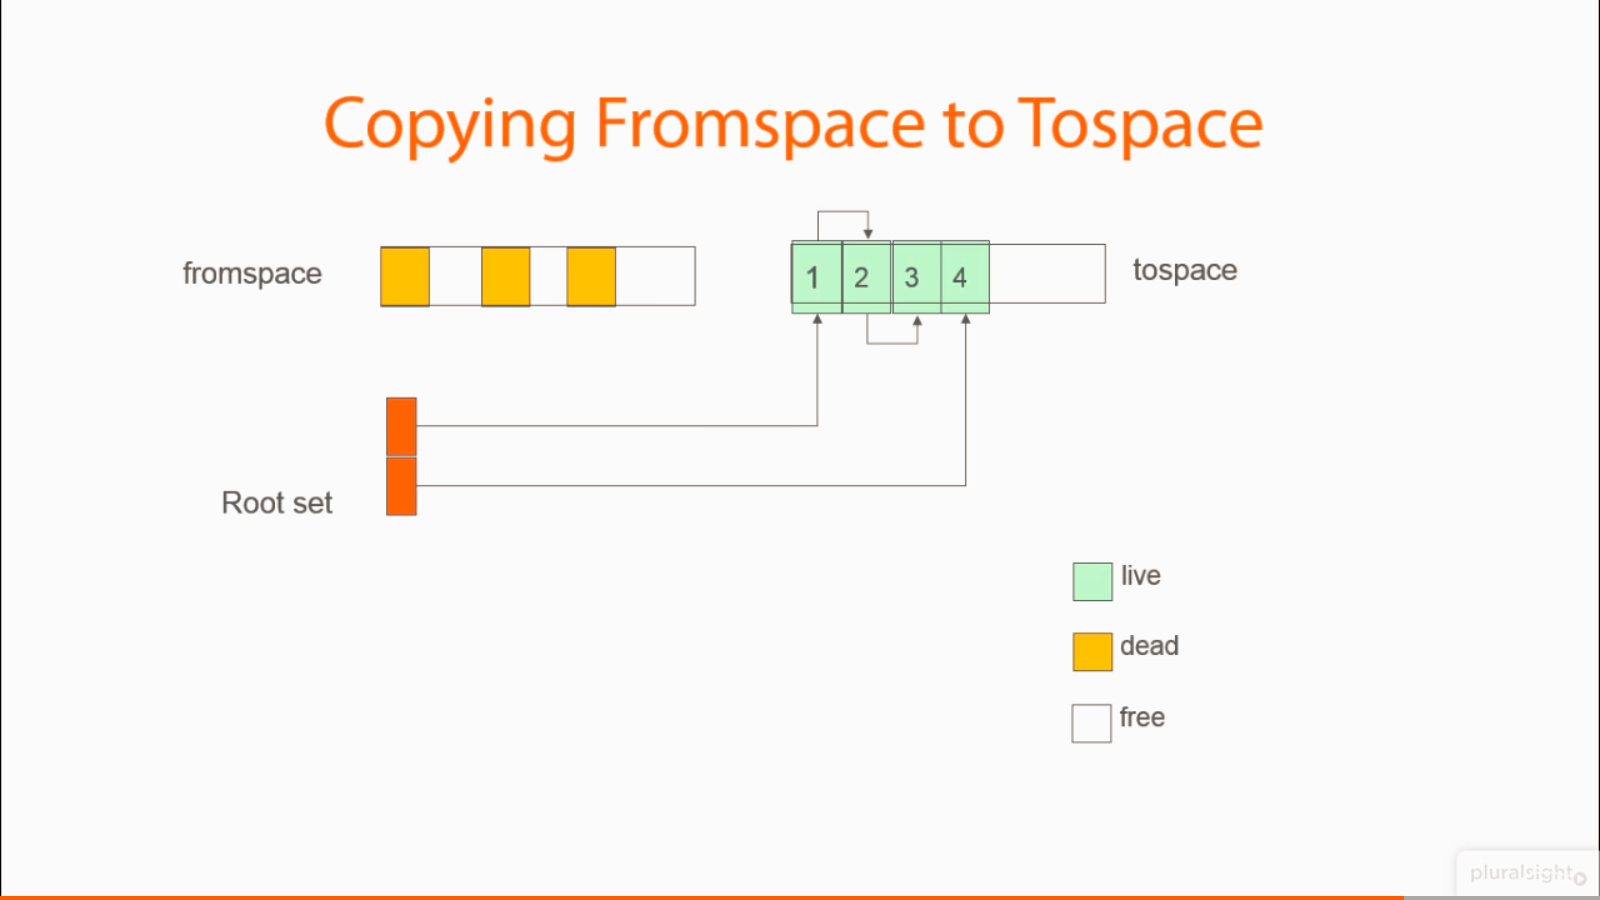 Copying Fromspace to Tospace
fromspace
1 2 3 4
tospace
Root set
live
dead
free
pluralsight